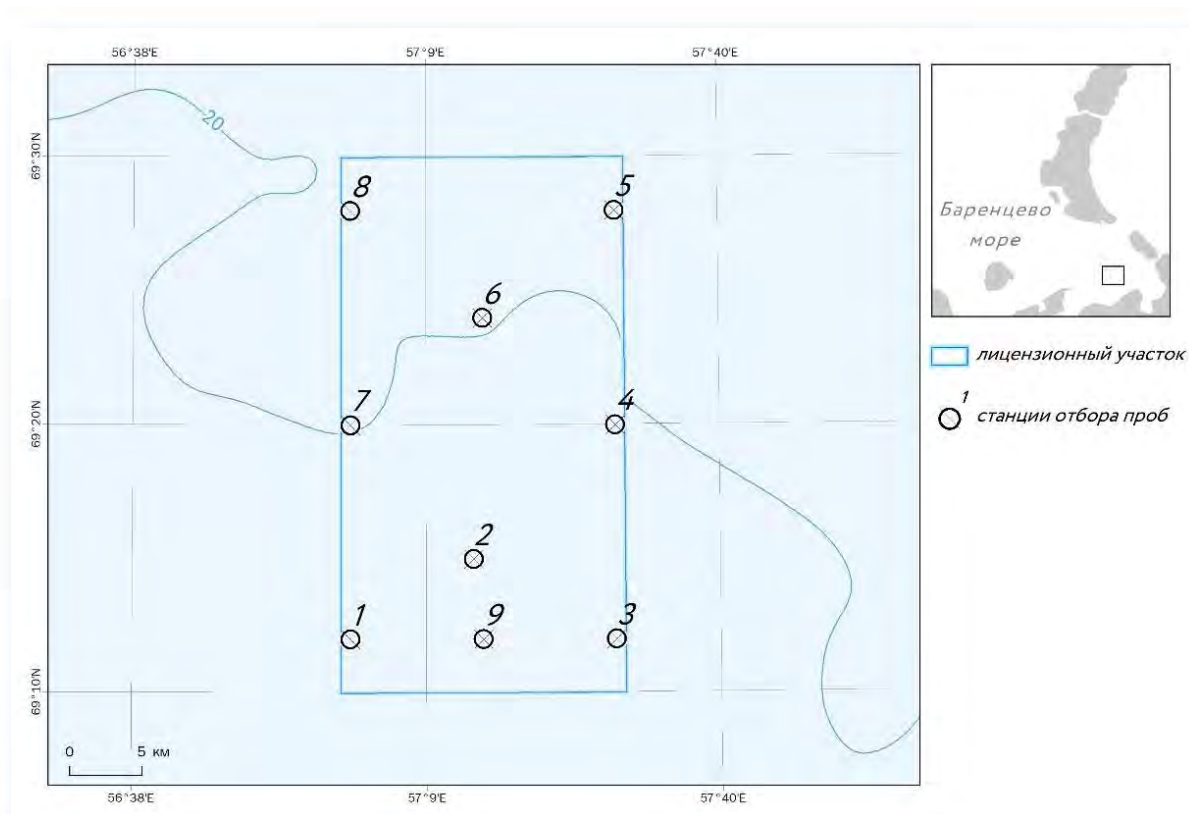 56°38'E 57°9'E 57°40'E
20
69°30'N
8 5
6
Баренцево
море
лицензионный участок
7 4
69°20'N
1
станции отбора проб
2
1 9 3
69°10'N
0 5 км
56°38'E 57°9'E 57°40'E